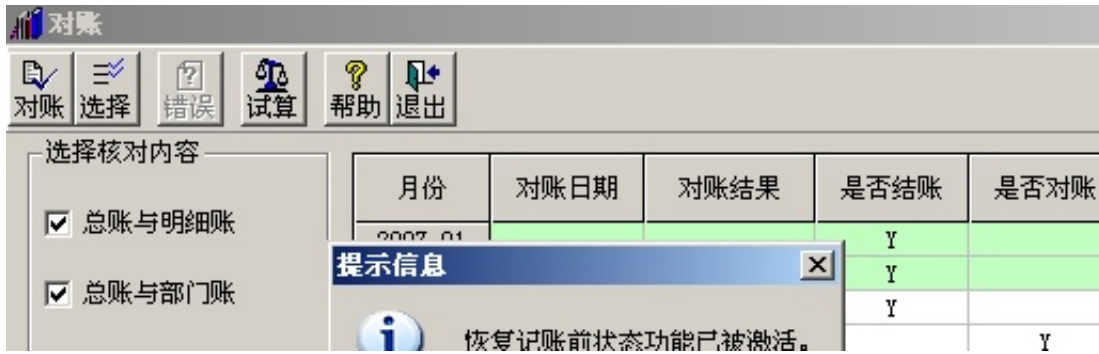 对账
对账 选择 错误 试算 帮助 退出
选择核对内容
月份 对账日期 对账结果 是否结账 是否对账
总账与明细账
2007.01 Y
提示信息
Y
总账与部门账
Y
恢复记账前状态功能已被激活。
Y